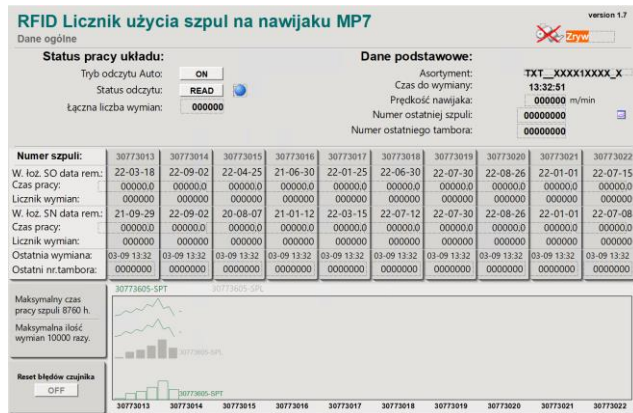 RFID Licznik użycia szpul na nawijaku MP7
version 1.7
Dane ogólne
Zryw
Status pracy układu:
Dane podstawowe:
Tryb odczytu Auto: ON
Asortyment: TXT__XXXX1XXXX_X
Status odczytu: READ
Czas do wymiany: 13:32:51
Łączna liczba wymian: 000000
Prędkość nawijaka: 000000 m/min
Numer ostatniej szpuli: 00000000
Numer ostatniego tambora: 00000000
Numer szpuli: 30773013 30773014 30773015 30773016 30773017 30773018 30773019 30773020 30773021 30773022
W. łoż. SO data rem.: 22-03-18 22-09-02 22-04-25 21-06-30 22-01-25 22-06-30 22-07-30 22-08-26 22-01-01 22-07-15
Czas pracy: 00000,0 00000,0 00000,0 00000,0 00000,0 00000,0 00000,0 00000,0 00000,0 00000,0
Licznik wymian: 000000 000000 000000 000000 000000 000000 000000 000000 000000 000000
W. łoż. SN data rem.: 21-09-29 22-09-02 20-08-07 21-01-12 22-03-15 22-07-12 22-07-30 22-08-26 22-01-01 22-07-08
Czas pracy: 00000,0 00000,0 00000,0 00000,0 00000,0 00000,0 00000,0 00000,0 00000,0 00000,0
Licznik wymian: 000000 000000 000000 000000 000000 000000 000000 000000 000000 000000
Ostatnia wymiana: 03-09 13:32 03-09 13:32 03-09 13:32 03-09 13:32 03-09 13:32 03-09 13:32 03-09 13:32 03-09 13:32 03-09 13:32 03-09 13:32
Ostatni nr.tambora: 0000000 0000000 0000000 0000000 0000000 0000000 0000000 0000000 0000000 0000000
30773605-SPT 30773605-SPL
Maksymalny czas
pracy szpuli 8760 h.
Maksymalna ilość
wymian 10000 razy.
30773605-SPL
Reset błędów czujnika
OFF
30773605-SPT
30773013 30773014 30773015 30773016 30773017 30773018 30773019 30773020 30773021 30773022